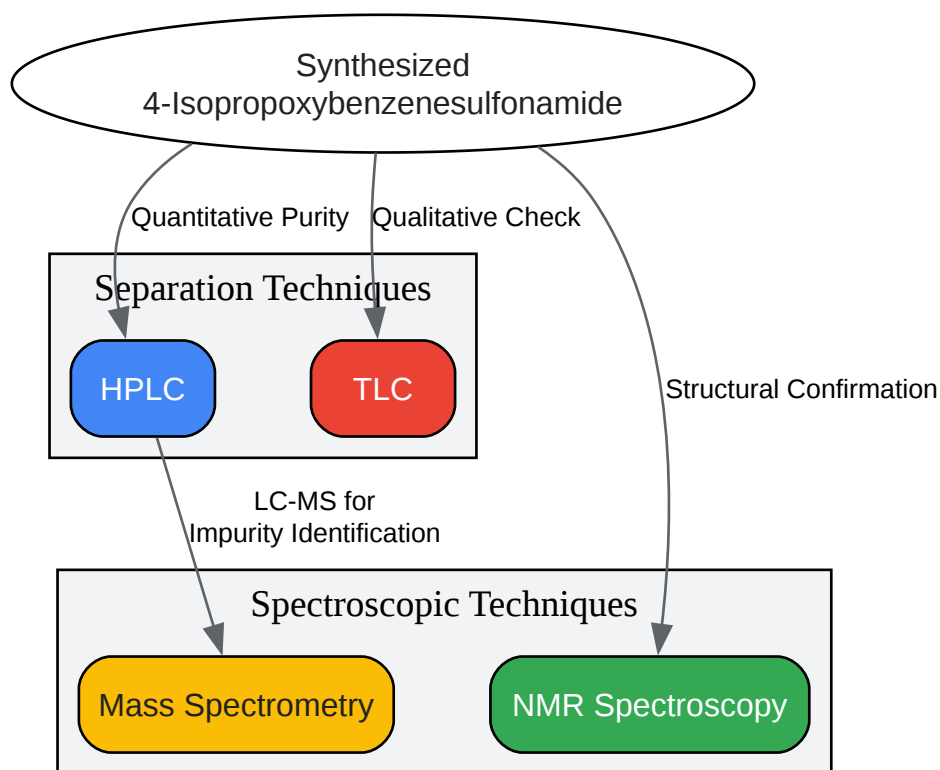 Synthesized
4-Isopropoxybenzenesulfonamide
Quantitative Purity
Qualitative Check
Separation Techniques
HPLC
TLC
Structural Confirmation
LC-MS for
Impurity Identification
Spectroscopic Techniques
Mass Spectrometry
NMR Spectroscopy